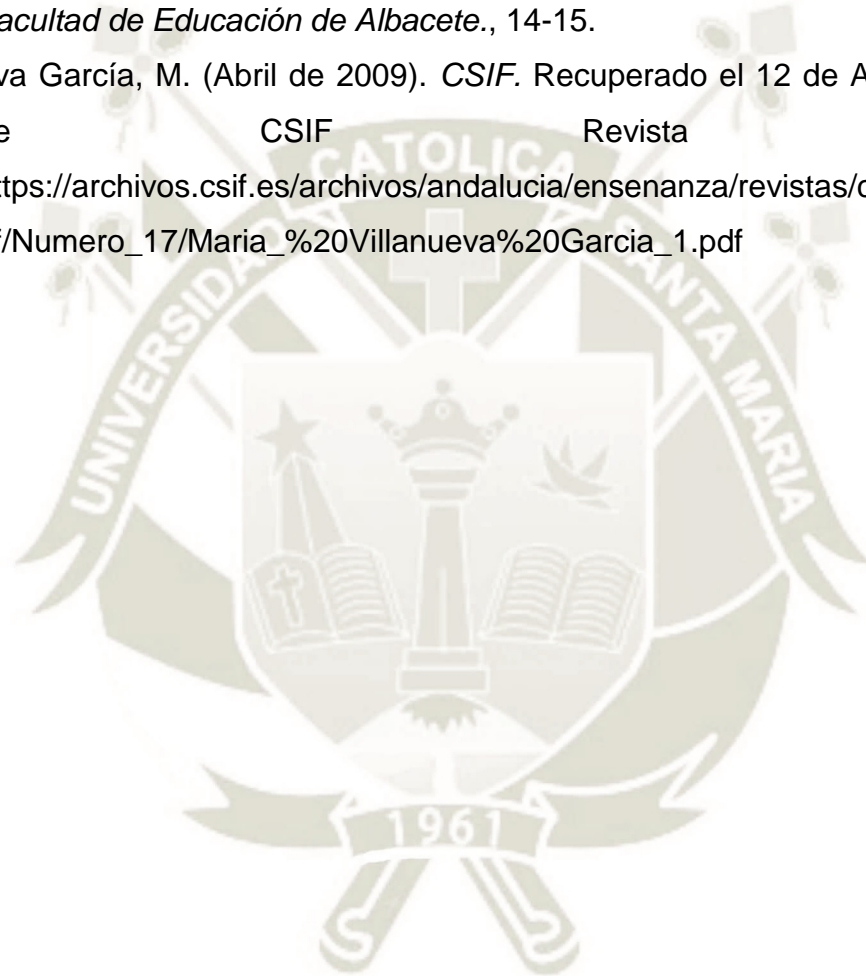 acultad de Educación de Albacete., 14-15.
va García, M. (Abril de 2009). CSIF. Recuperado el 12 de A
e CSIF Revista
ttps://archivos.csif.es/archivos/andalucia/ensenanza/revistas/c
f/Numero_17/Maria_%20Villanueva%20Garcia_1.pdf
UNIVERSIDAD CATOLICA SANTA MARIA
1961